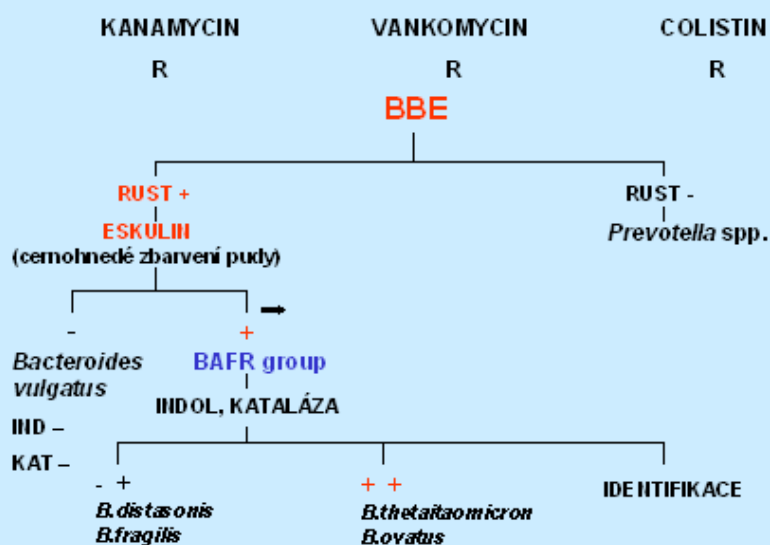 KANAMYCIN VANKOMYCIN COLISTIN
R R R
BBE
RUST + RUST -
ESKULIN Prevotella spp.
(cernohnedé zbarvení pudy)
- +
Bacteroides BAFR group
vulgatus
INDOL, KATALÁZA
IND –
KAT –
- + + + IDENTIFIKACE
B.distasonis B.thetaitaomicron
B.fragilis B.ovatus